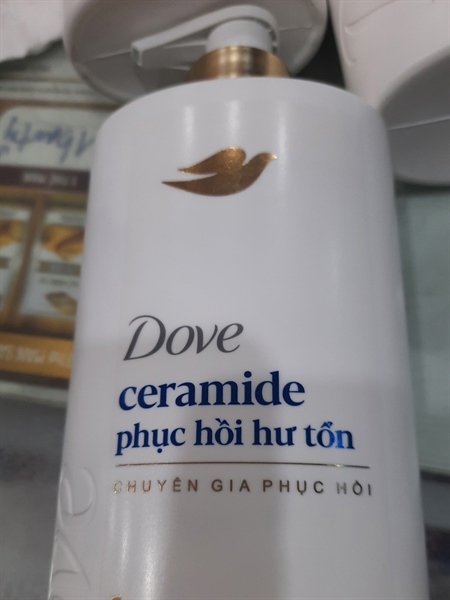 Dove
ceramide
phục hồi hư tổn
CHUYÊN GIA PHỤC HỒI